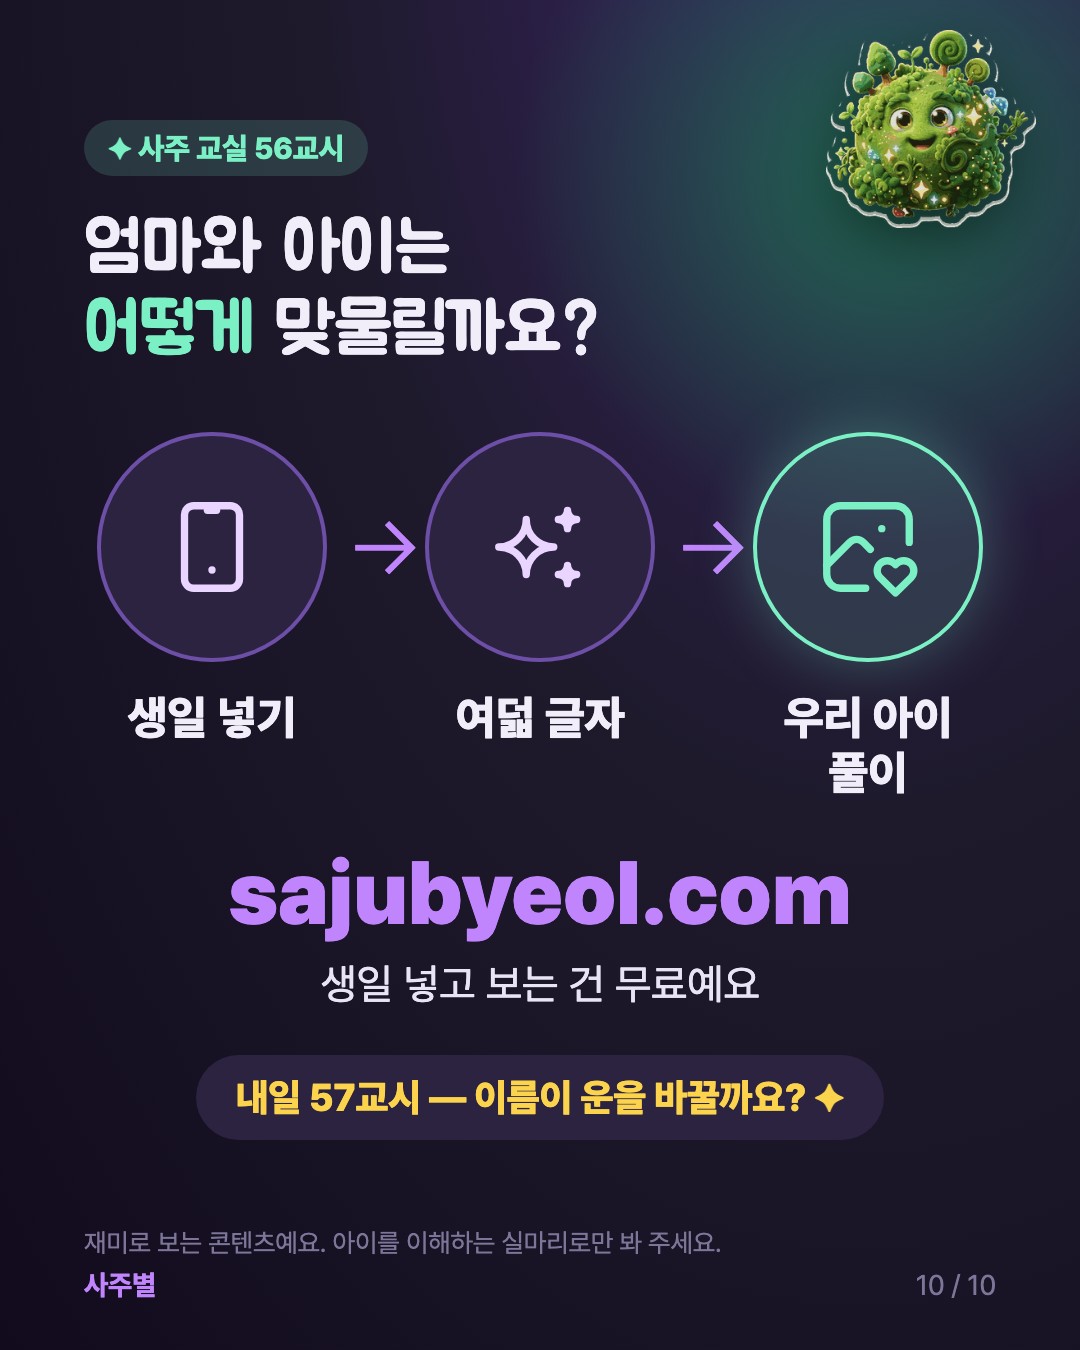 ✦ 사주 교실 56교시
엄마와 아이는
어떻게 맞물릴까요?
생일 넣기
여덟 글자
우리 아이
풀이
sajubyeol.com
생일 넣고 보는 건 무료예요
내일 57교시 — 이름이 운을 바꿀까요? ✦
재미로 보는 콘텐츠예요. 아이를 이해하는 실마리로만 봐 주세요.
사주별
10 / 10